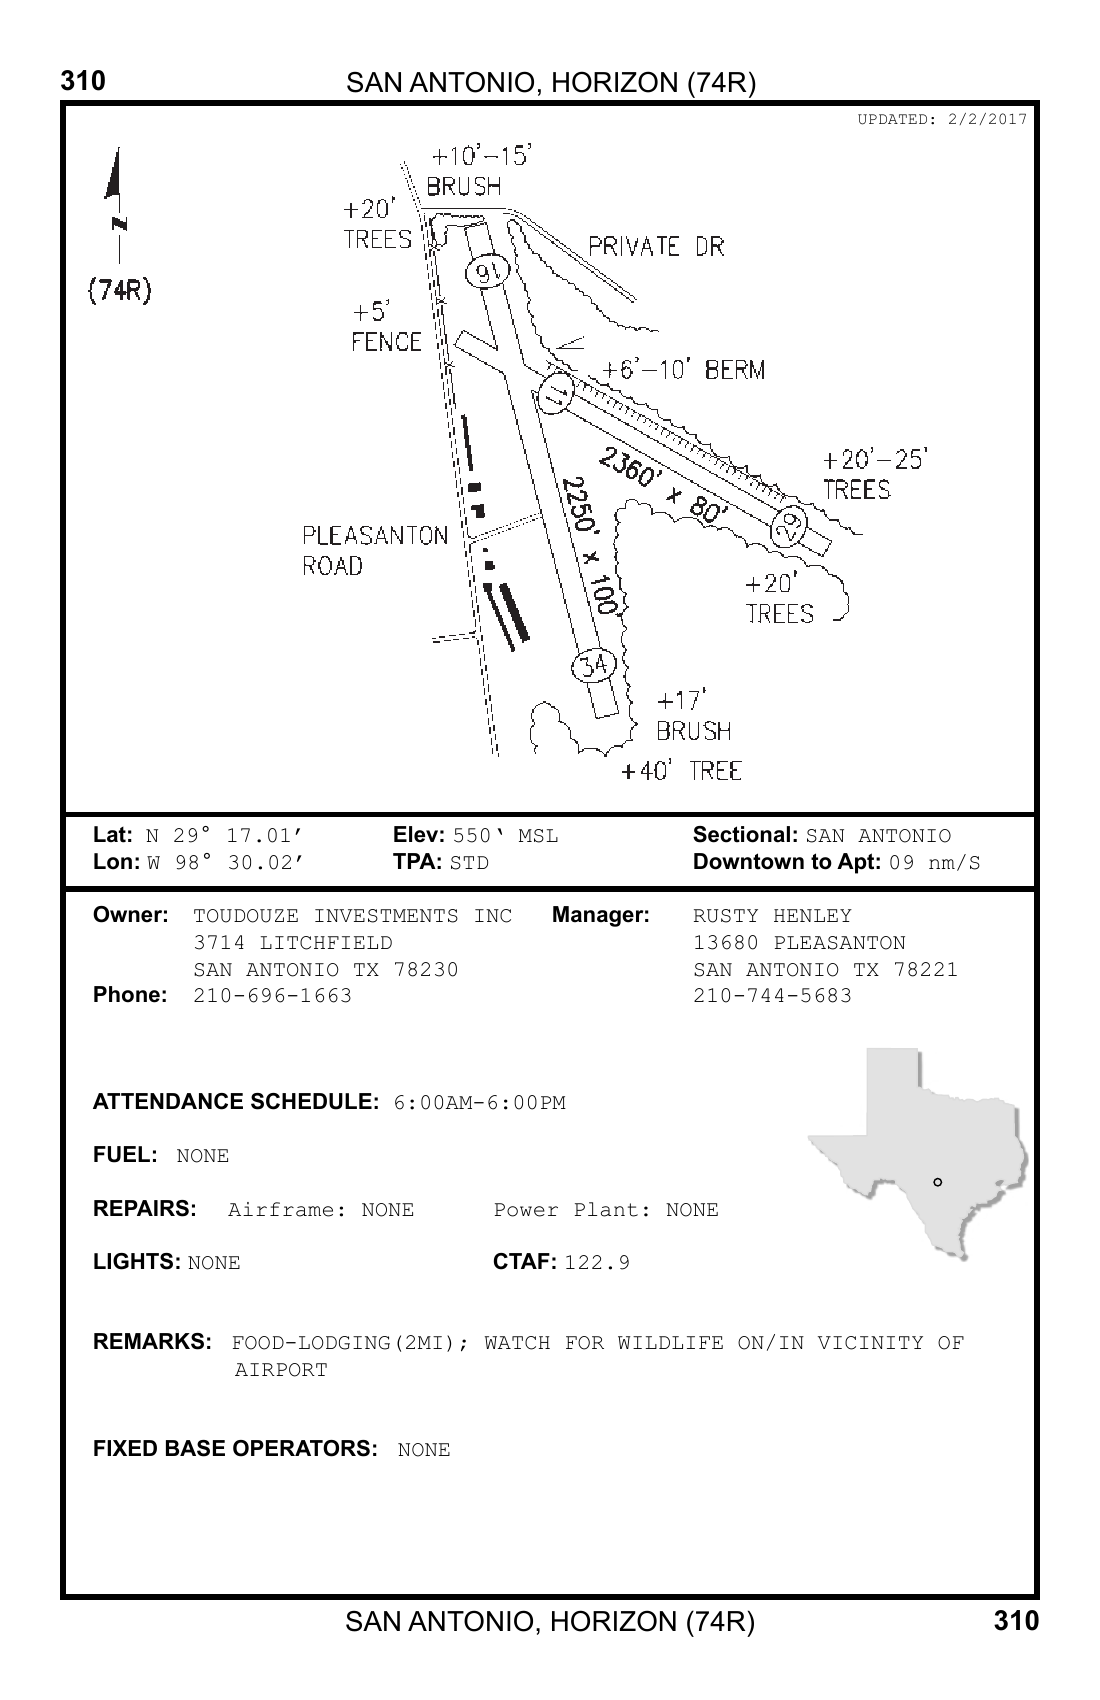 310
SAN ANTONIO, HORIZON (74R)
UPDATED: 2/2/2017
N
(74R)
+10'-15'
BRUSH
+20'
TREES
PRIVATE DR
16
+5'
FENCE
+6'-10' BERM
11
2360' x 80'
+20'-25'
TREES
29
2250' x 100'
PLEASANTON
ROAD
+20'
TREES
34
+17'
BRUSH
+40' TREE
Lat: N 29° 17.01’ Elev: 550‘ MSL Sectional: SAN ANTONIO
Lon: W 98° 30.02’ TPA: STD Downtown to Apt: 09 nm/S
Owner: TOUDOUZE INVESTMENTS INC Manager: RUSTY HENLEY
3714 LITCHFIELD 13680 PLEASANTON
SAN ANTONIO TX 78230 SAN ANTONIO TX 78221
Phone: 210-696-1663 210-744-5683
ATTENDANCE SCHEDULE: 6:00AM-6:00PM
FUEL: NONE
REPAIRS: Airframe: NONE Power Plant: NONE
LIGHTS: NONE CTAF: 122.9
REMARKS: FOOD-LODGING(2MI); WATCH FOR WILDLIFE ON/IN VICINITY OF
AIRPORT
FIXED BASE OPERATORS: NONE
SAN ANTONIO, HORIZON (74R)
310